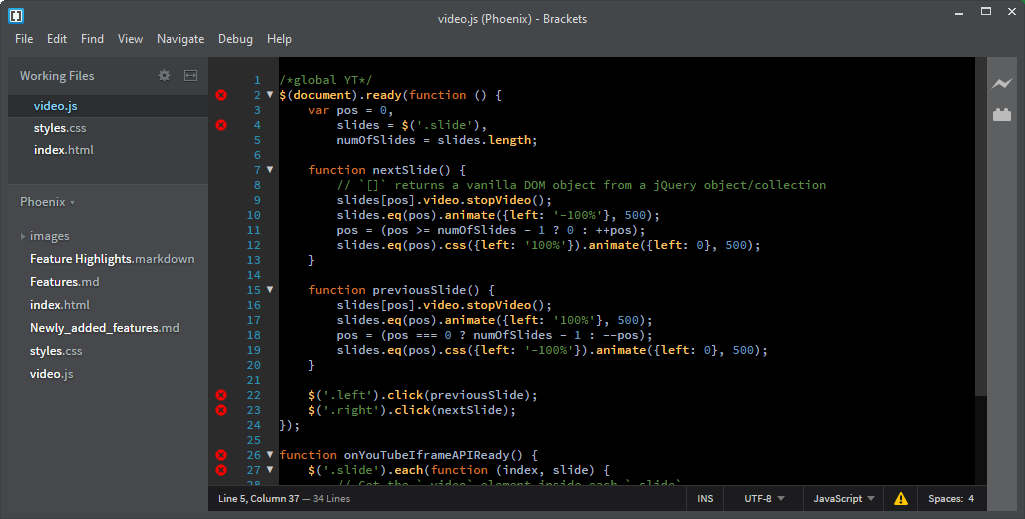 video.js (Phoenix) - Brackets
File Edit Find View Navigate Debug Help
Working Files
video.js
styles.css
index.html
Phoenix
images
Feature Highlights.markdown
Features.md
index.html
Newly_added_features.md
styles.css
video.js
1 /*global YT*/
2 $(document).ready(function () {
3 var pos = 0,
4 slides = $('.slide'),
5 numOfSlides = slides.length;
6
7 function nextSlide() {
8 // `[]` returns a vanilla DOM object from a jQuery object/collection
9 slides[pos].video.stopVideo();
10 slides.eq(pos).animate({left: '-100%'}, 500);
11 pos = (pos >= numOfSlides - 1 ? 0 : ++pos);
12 slides.eq(pos).css({left: '100%'}).animate({left: 0}, 500);
13 }
14
15 function previousSlide() {
16 slides[pos].video.stopVideo();
17 slides.eq(pos).animate({left: '100%'}, 500);
18 pos = (pos === 0 ? numOfSlides - 1 : --pos);
19 slides.eq(pos).css({left: '-100%'}).animate({left: 0}, 500);
20 }
21
22 $('.left').click(previousSlide);
23 $('.right').click(nextSlide);
24 });
25
26 function onYouTubeIframeAPIReady() {
27 $('.slide').each(function (index, slide) {
28 // Get the `.video` element inside each `.slide`
Line 5, Column 37 — 34 Lines
INS UTF-8 JavaScript Spaces: 4